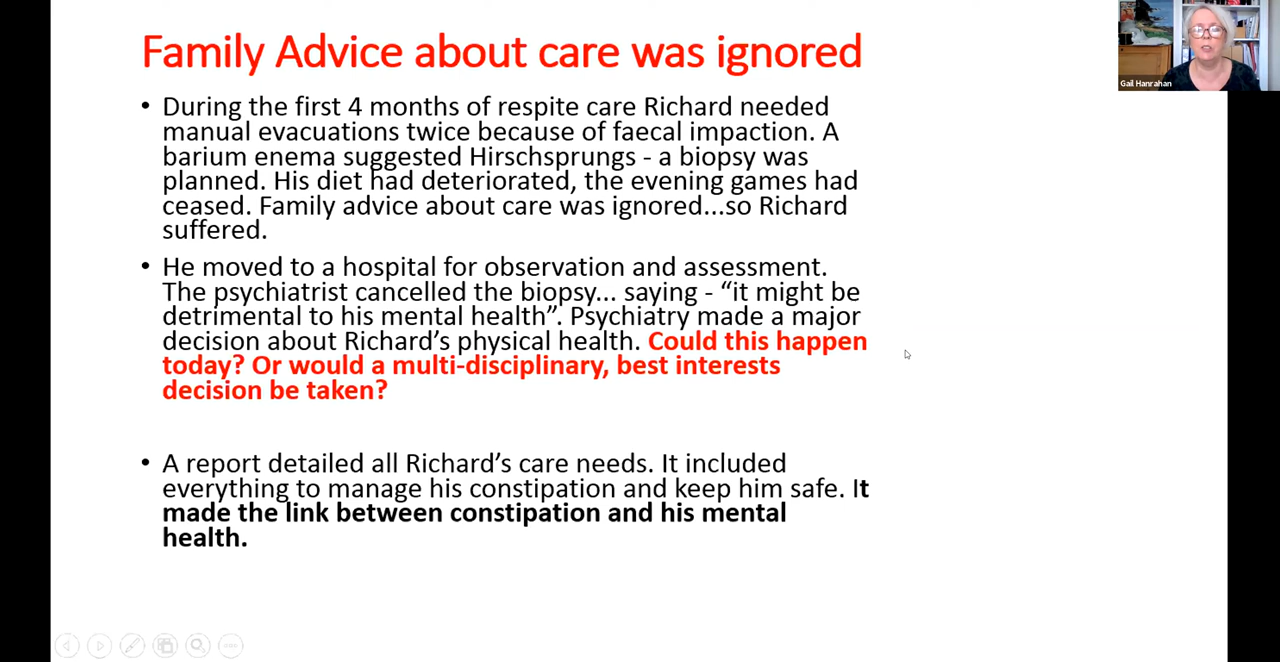 Family Advice about care was ignored
Gail Hanrahan
• During the first 4 months of respite care Richard needed
manual evacuations twice because of faecal impaction. A
barium enema suggested Hirschsprungs - a biopsy was
planned. His diet had deteriorated, the evening games had
ceased. Family advice about care was ignored...so Richard
suffered.
• He moved to a hospital for observation and assessment.
The psychiatrist cancelled the biopsy... saying - “it might be
detrimental to his mental health”. Psychiatry made a major
decision about Richard’s physical health. Could this happen
today? Or would a multi-disciplinary, best interests
decision be taken?
• A report detailed all Richard’s care needs. It included
everything to manage his constipation and keep him safe. It
made the link between constipation and his mental
health.